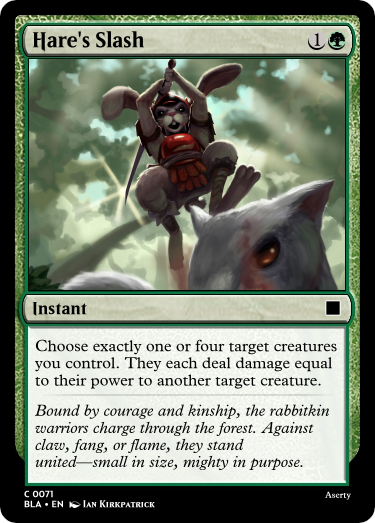 Hare's Slash 1
Instant
Choose exactly one or four target creatures
you control. They each deal damage equal
to their power to another target creature.
Bound by courage and kinship, the rabbitkin
warriors charge through the forest. Against
claw, fang, or flame, they stand
united—small in size, mighty in purpose.
C 0071
BLA • EN Ian Kirkpatrick
Aserty